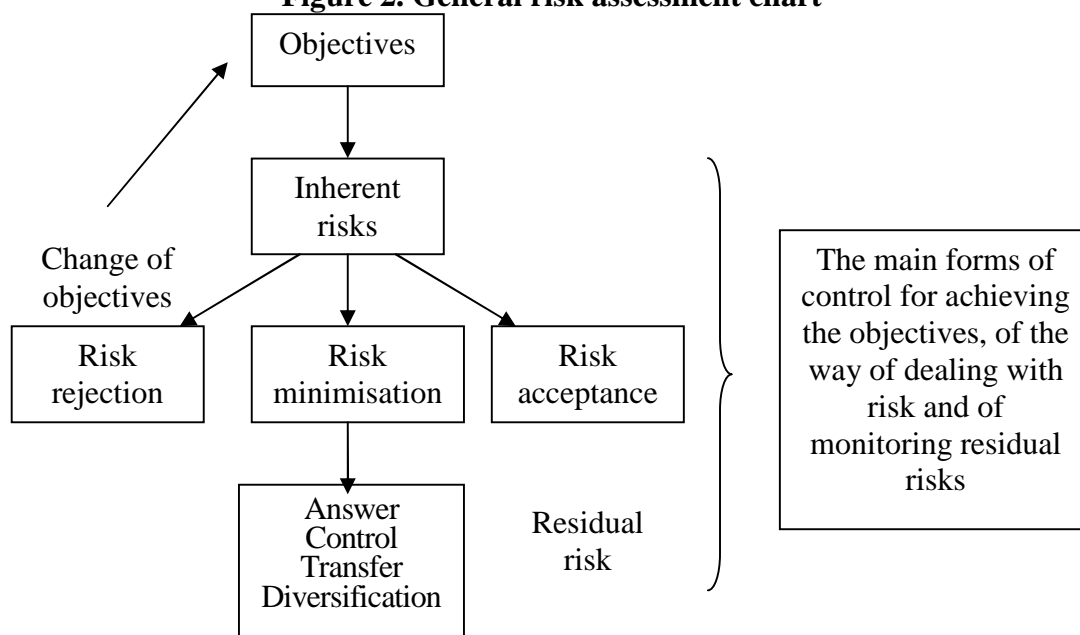 Figure 2. General risk assessment chart
Objectives
Inherent
risks
Change of
objectives
Risk
rejection
Risk
minimisation
Risk
acceptance
The main forms of
control for achieving
the objectives, of the
way of dealing with
risk and of
monitoring residual
risks
Answer
Control
Transfer
Diversification
Residual
risk